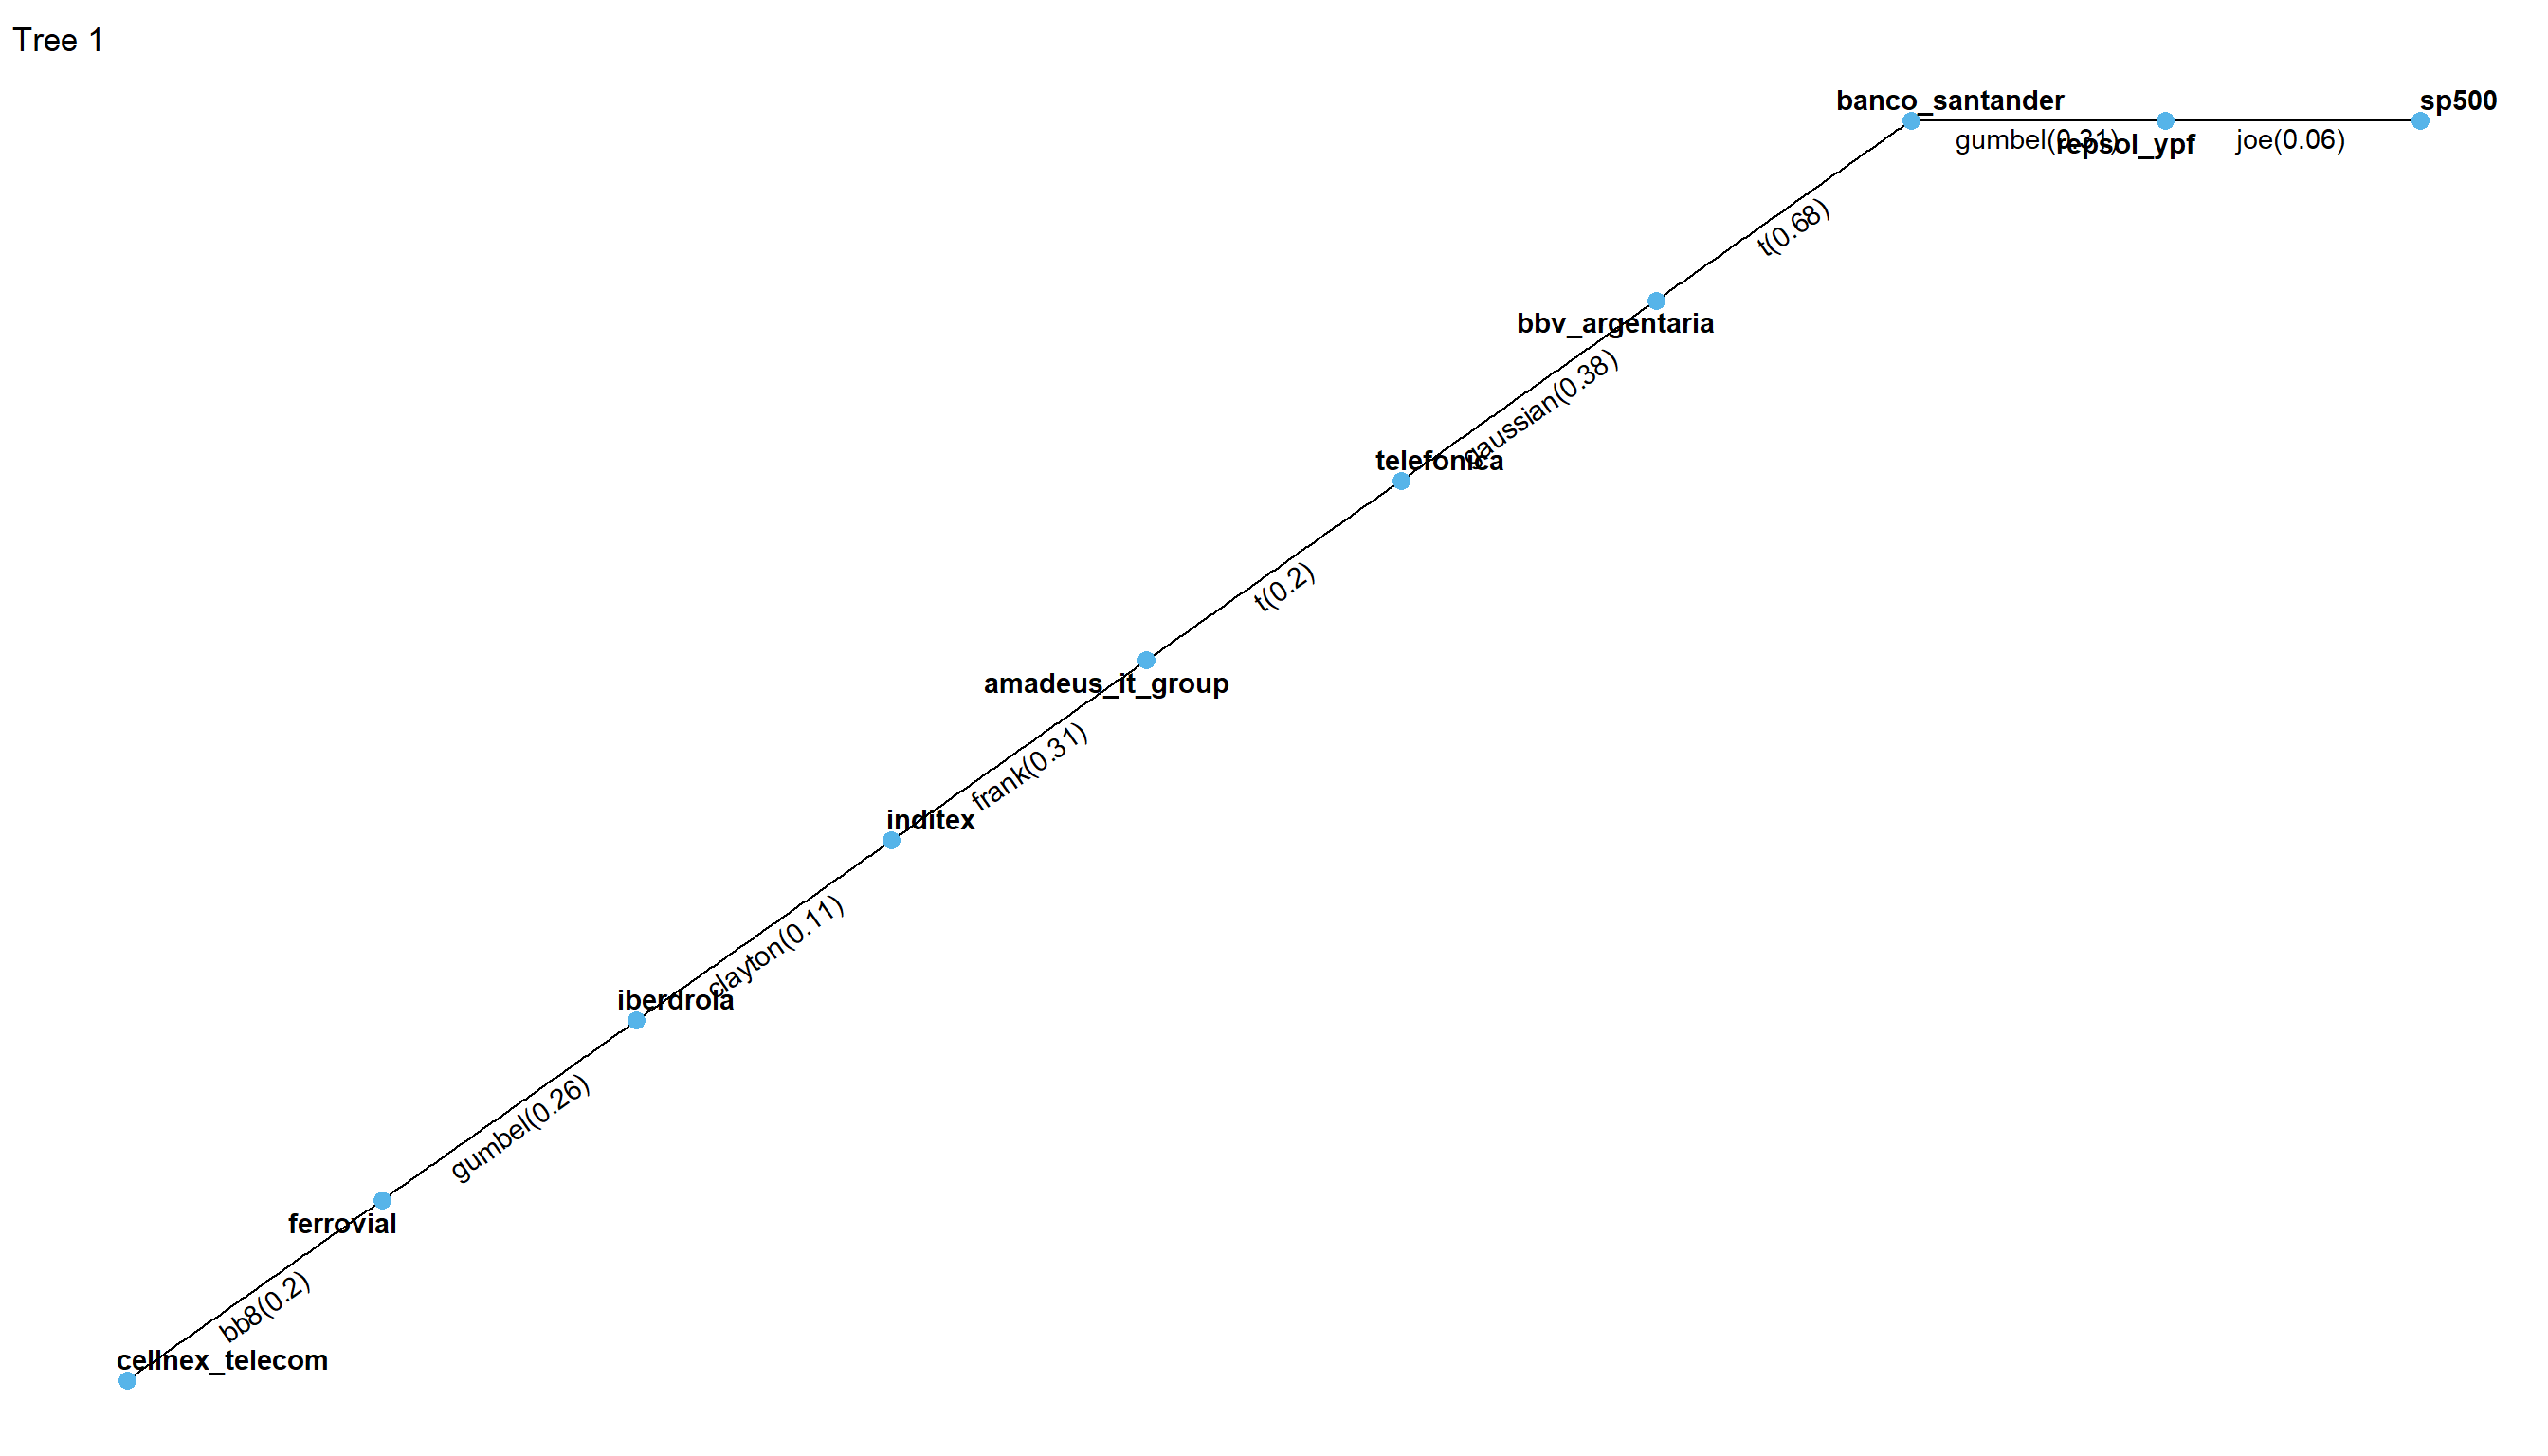 Tree 1
banco_santander
sp500
gumbel(0.31)
repsol_ypf
joe(0.06)
t(0.68)
bbv_argentaria
gaussian(0.38)
telefonica
t(0.2)
amadeus_it_group
frank(0.31)
inditex
clayton(0.11)
iberdrola
gumbel(0.26)
ferrovial
bb8(0.2)
cellnex_telecom